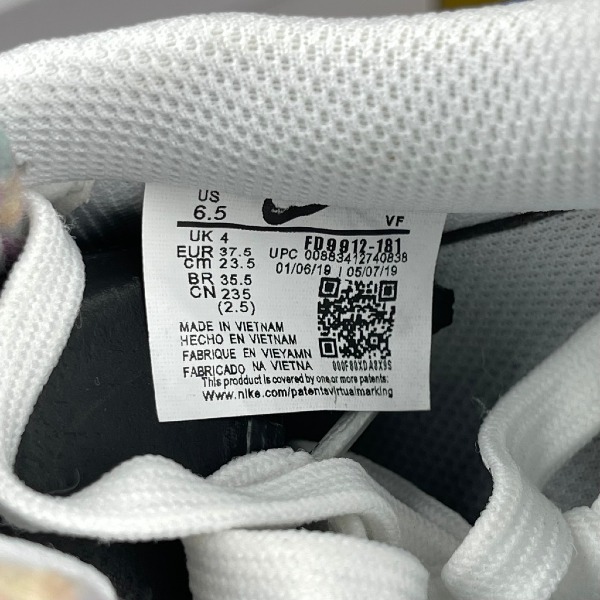 US
6.5
VF
UK 4
EUR 37.5
cm 23.5
BR 35.5
CN 235
(2.5)
FD9912-181
UPC 00883412740838
01/06/19 | 05/07/19
MADE IN VIETNAM
HECHO EN VIETNAM
FABRIQUE EN VIEYAMN
FABRICADO NA VIETNA
000F80XDA8X9S
This product is covered by one or more patents:
www.nike.com/patentsvirtualmarking